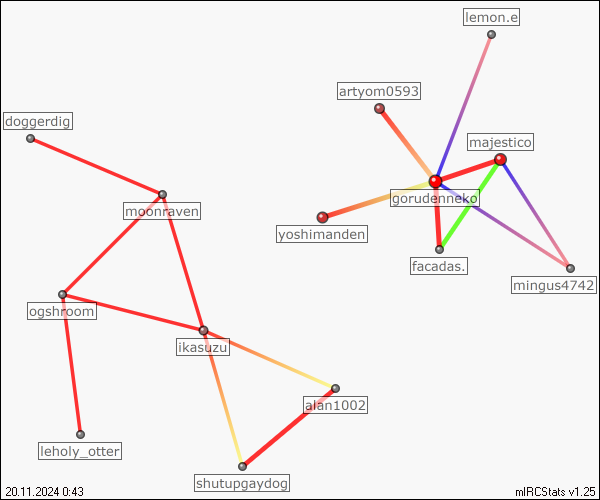 lemon.e
artyom0593
doggerdig
majestico
gorudenneko
moonraven
yoshimanden
facadas.
mingus4742
ogshroom
ikasuzu
alan1002
leholy_otter
shutupgaydog
20.11.2024 0:43
mIRCStats v1.25